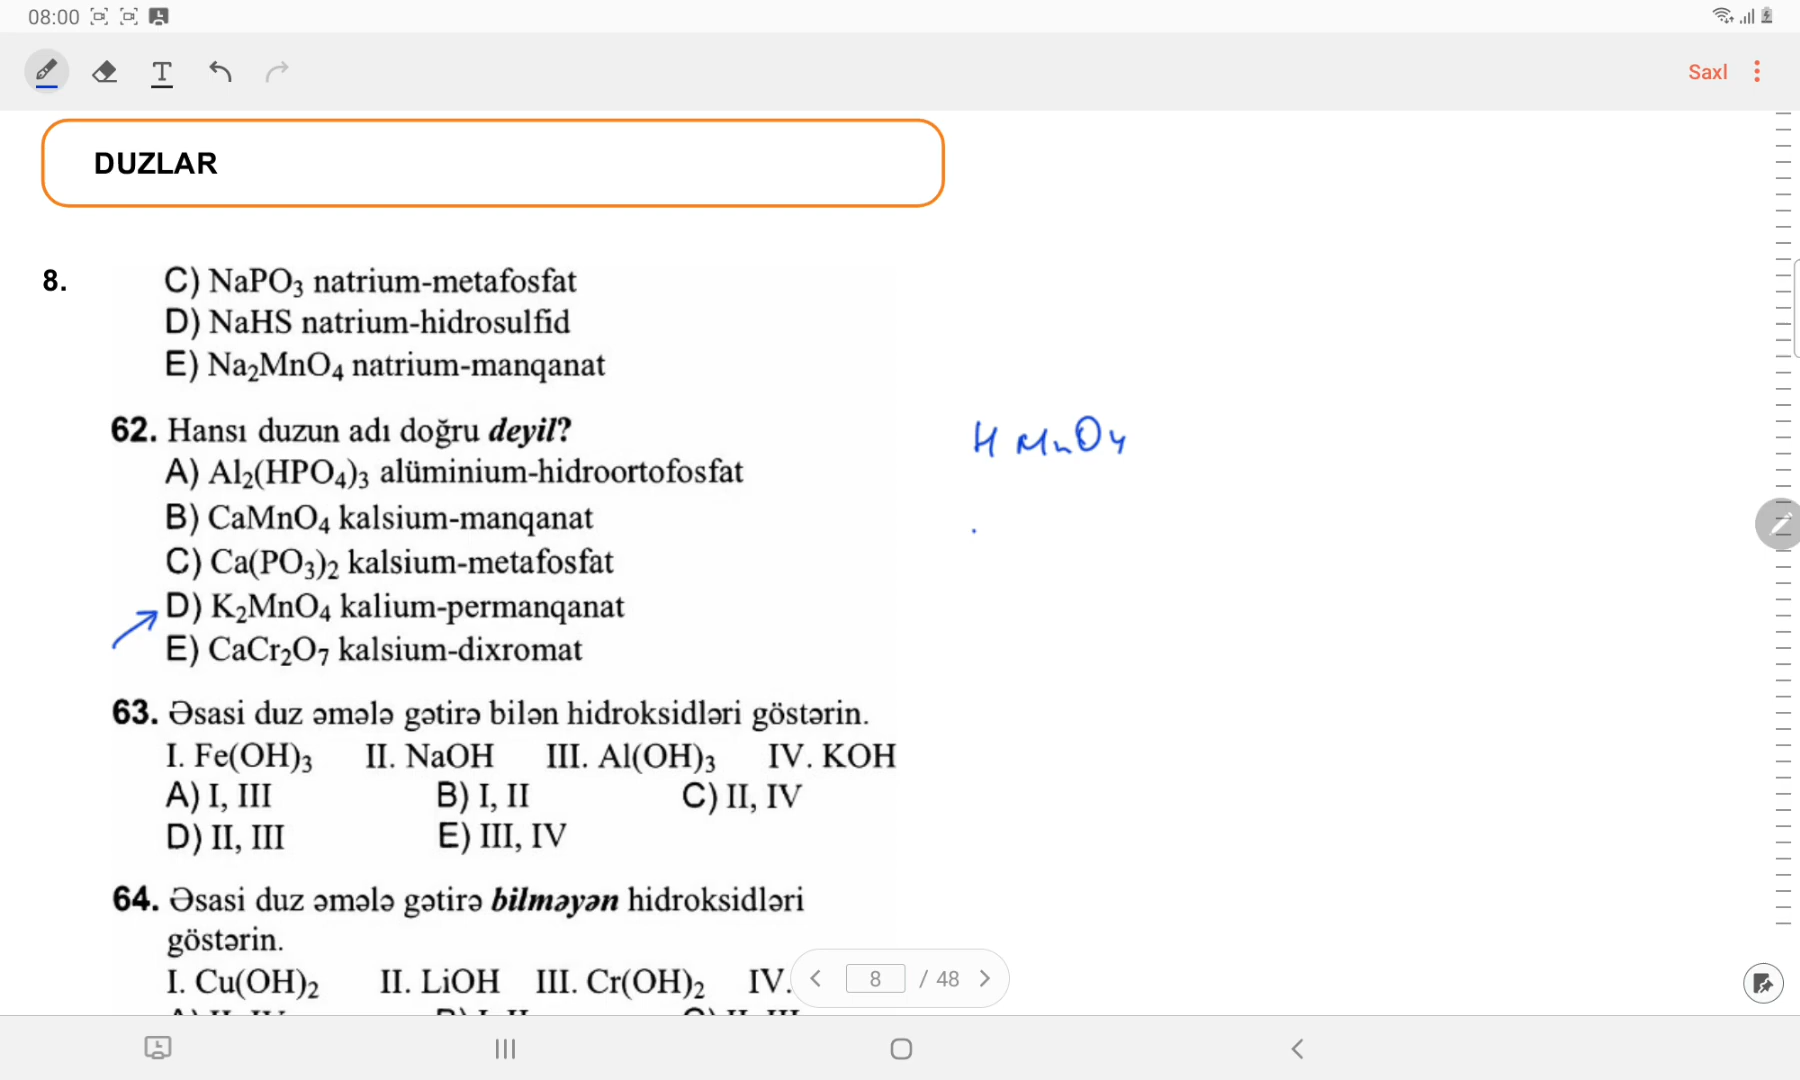 08:00
Saxl
DUZLAR
8.
C) NaPO₃ natrium-metafosfat
D) NaHS natrium-hidrosulfid
E) Na₂MnO₄ natrium-manqanat
62. Hansı duzun adı doğru deyil?
A) Al₂(HPO₄)₃ alüminium-hidroortofosfat
B) CaMnO₄ kalsium-manqanat
C) Ca(PO₃)₂ kalsium-metafosfat
D) K₂MnO₄ kalium-permanqanat
E) CaCr₂O₇ kalsium-dixromat
HMnO₄
63. Əsasi duz əmələ gətirə bilən hidroksidləri göstərin.
I. Fe(OH)₃ II. NaOH III. Al(OH)₃ IV. KOH
A) I, III B) I, II C) II, IV
D) II, III E) III, IV
64. Əsasi duz əmələ gətirə bilməyən hidroksidləri
göstərin.
I. Cu(OH)₂ II. LiOH III. Cr(OH)₂ IV.
8 / 48